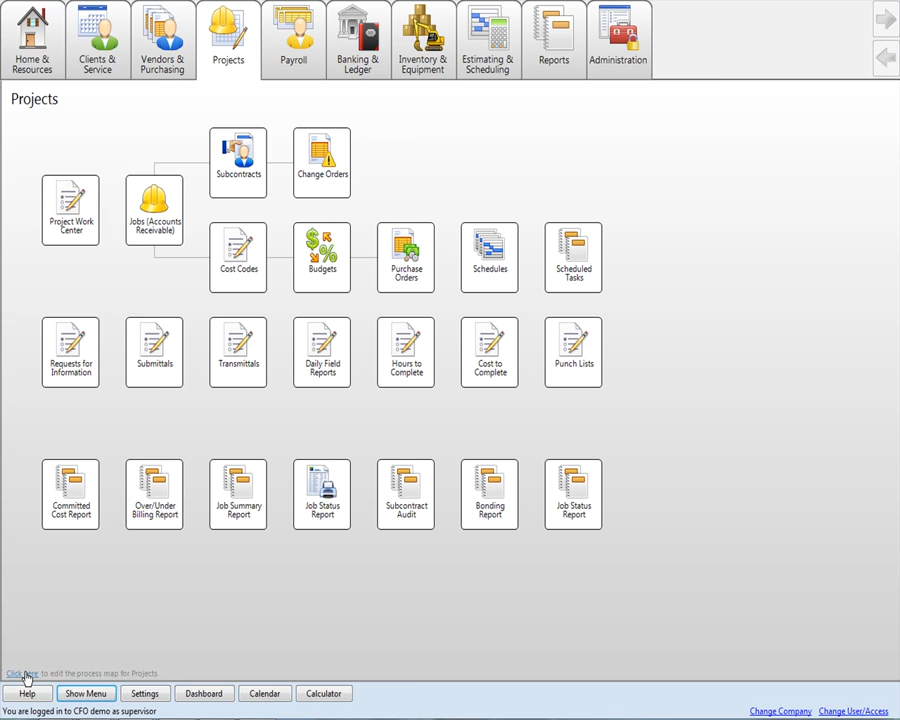 Home & Resources
Clients & Service
Vendors & Purchasing
Projects
Payroll
Banking & Ledger
Inventory & Equipment
Estimating & Scheduling
Reports
Administration
Projects
Subcontracts
Change Orders
Project Work Center
Jobs (Accounts Receivable)
Cost Codes
Budgets
Purchase Orders
Schedules
Scheduled Tasks
Requests for Information
Submittals
Transmittals
Daily Field Reports
Hours to Complete
Cost to Complete
Punch Lists
Committed Cost Report
Over/Under Billing Report
Job Summary Report
Job Status Report
Subcontract Audit
Bonding Report
Job Status Report
Click here to edit the process map for Projects
Help
Show Menu
Settings
Dashboard
Calendar
Calculator
You are logged in to CFO demo as supervisor
Change Company
Change User/Access